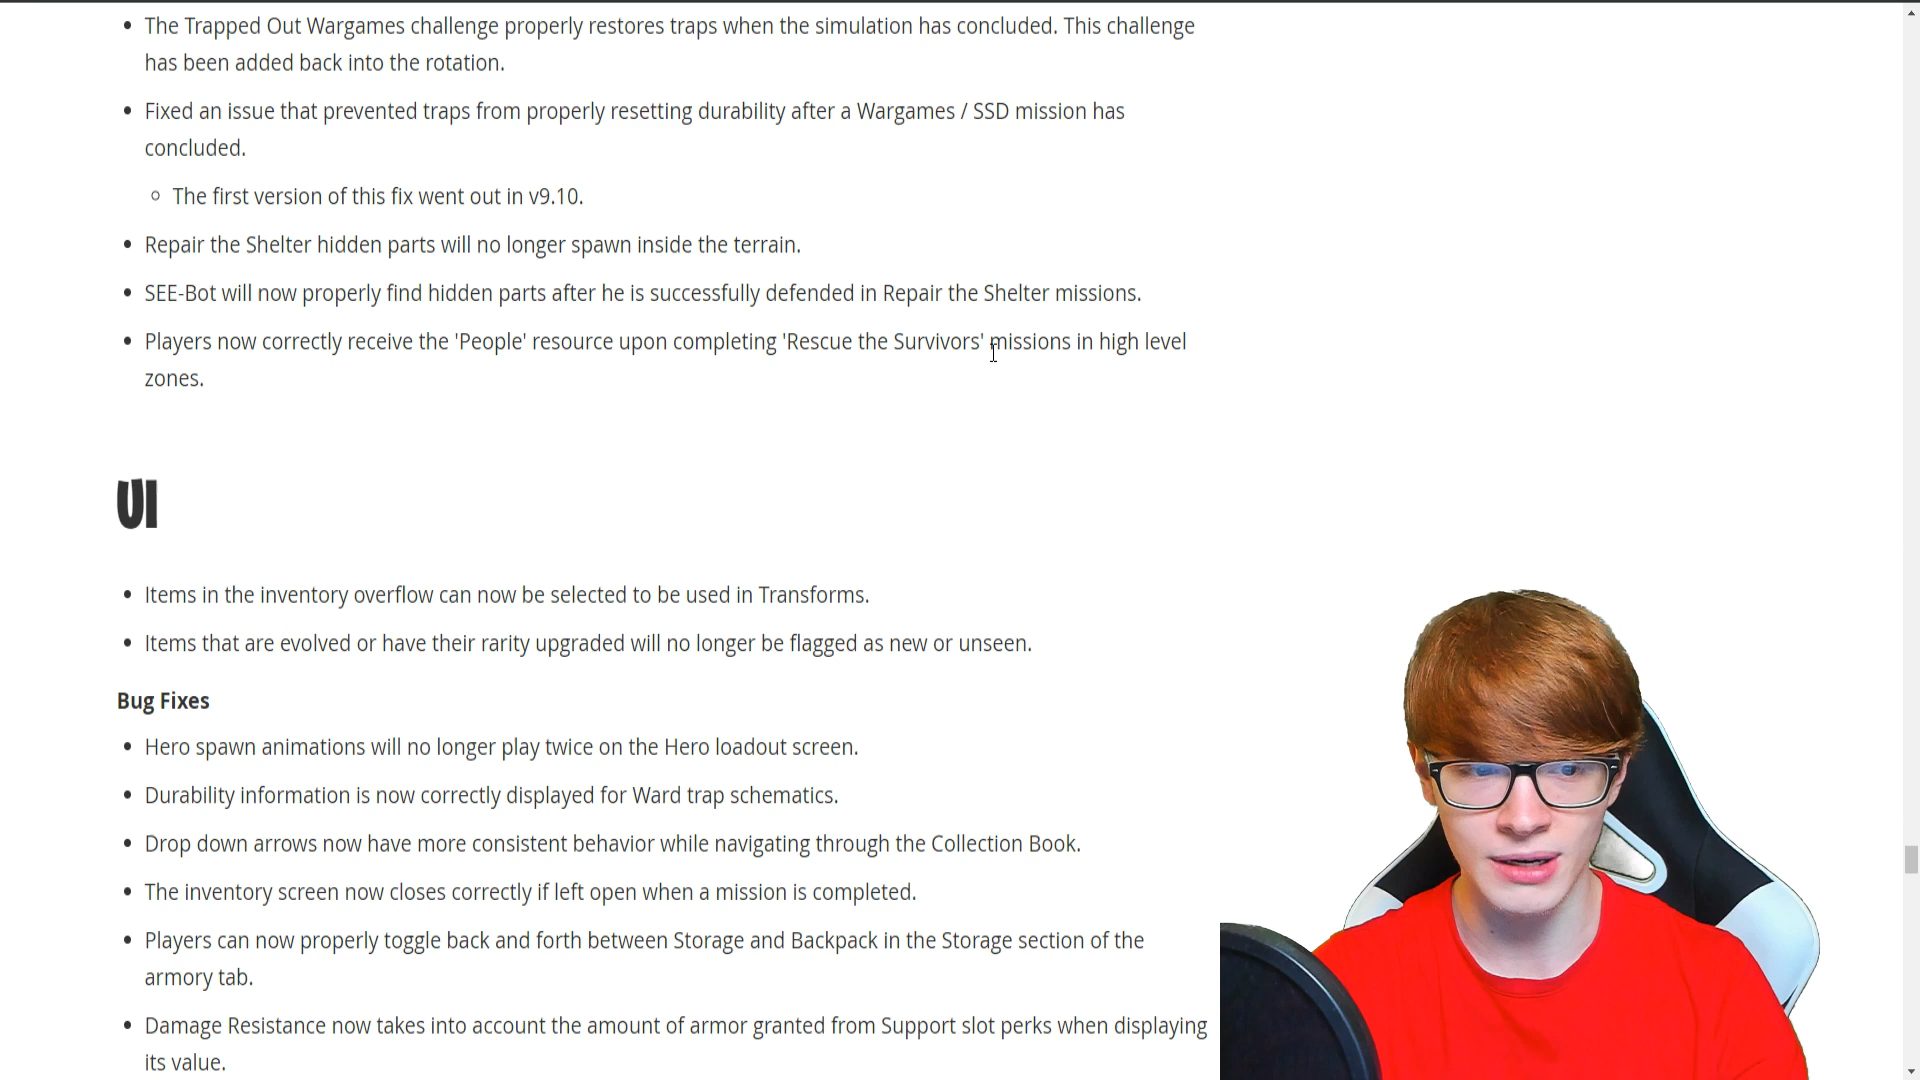 The Trapped Out Wargames challenge properly restores traps when the simulation has concluded. This challenge
has been added back into the rotation.
Fixed an issue that prevented traps from properly resetting durability after a Wargames / SSD mission has
concluded.
The first version of this fix went out in v9.10.
Repair the Shelter hidden parts will no longer spawn inside the terrain.
SEE-Bot will now properly find hidden parts after he is successfully defended in Repair the Shelter missions.
Players now correctly receive the 'People' resource upon completing 'Rescue the Survivors' missions in high level
zones.
UI
Items in the inventory overflow can now be selected to be used in Transforms.
Items that are evolved or have their rarity upgraded will no longer be flagged as new or unseen.
Bug Fixes
Hero spawn animations will no longer play twice on the Hero loadout screen.
Durability information is now correctly displayed for Ward trap schematics.
Drop down arrows now have more consistent behavior while navigating through the Collection Book.
The inventory screen now closes correctly if left open when a mission is completed.
Players can now properly toggle back and forth between Storage and Backpack in the Storage section of the
armory tab.
Damage Resistance now takes into account the amount of armor granted from Support slot perks when displaying
its value.